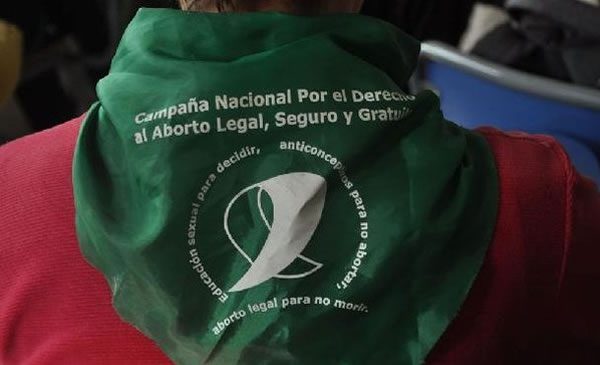 Campaña Nacional Por el Derecho
al Aborto Legal, Seguro y Gratuit
Educación sexual para decidir, anticonceptivos para no abortar,
aborto legal para no morir.